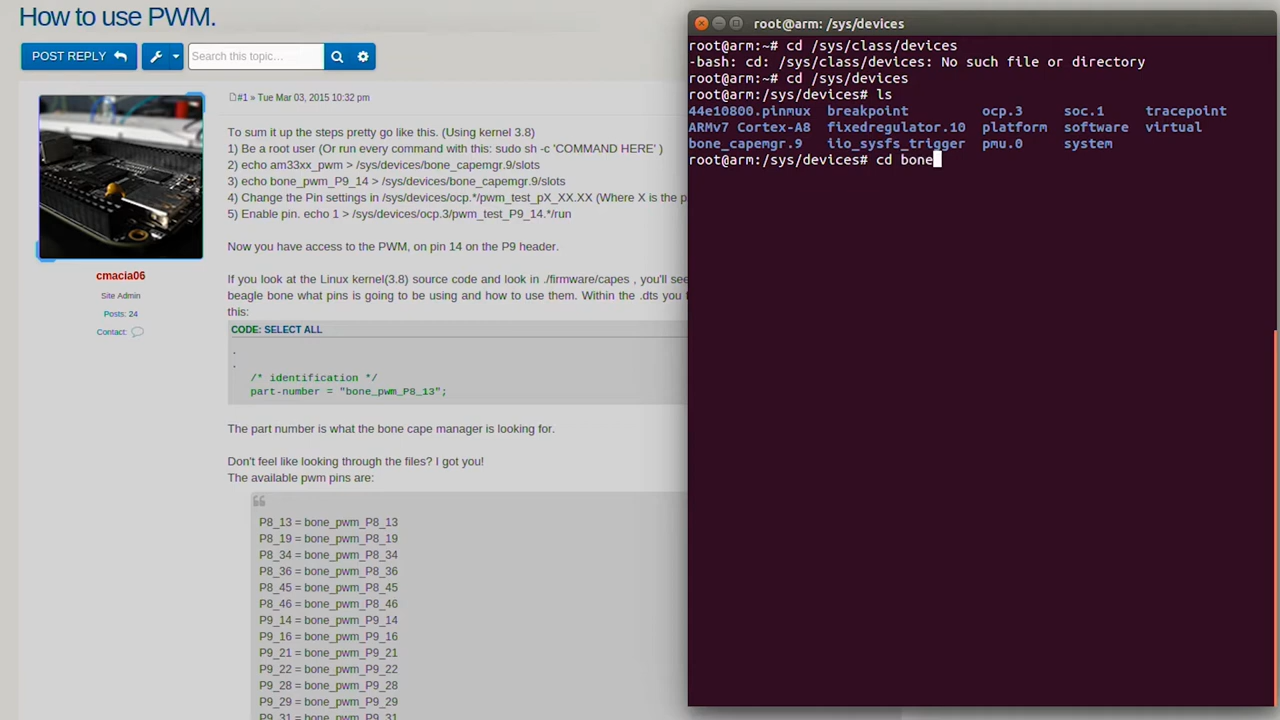 How to use PWM.
POST REPLY
Search this topic…
#1 » Tue Mar 03, 2015 10:32 pm
cmacia06
Site Admin
Posts: 24
Contact:
To sum it up the steps pretty go like this. (Using kernel 3.8)
1) Be a root user (Or run every command with this: sudo sh -c 'COMMAND HERE' )
2) echo am33xx_pwm > /sys/devices/bone_capemgr.9/slots
3) echo bone_pwm_P9_14 > /sys/devices/bone_capemgr.9/slots
4) Change the Pin settings in /sys/devices/ocp.*/pwm_test_pX_XX.XX (Where X is the p
5) Enable pin. echo 1 > /sys/devices/ocp.3/pwm_test_P9_14.*/run
Now you have access to the PWM, on pin 14 on the P9 header.
If you look at the Linux kernel(3.8) source code and look in ./firmware/capes , you'll see
beagle bone what pins is going to be using and how to use them. Within the .dts you
this:
CODE: SELECT ALL
.
.
/* identification */
part-number = "bone_pwm_P8_13";
The part number is what the bone cape manager is looking for.
Don't feel like looking through the files? I got you!
The available pwm pins are:
P8_13 = bone_pwm_P8_13
P8_19 = bone_pwm_P8_19
P8_34 = bone_pwm_P8_34
P8_36 = bone_pwm_P8_36
P8_45 = bone_pwm_P8_45
P8_46 = bone_pwm_P8_46
P9_14 = bone_pwm_P9_14
P9_16 = bone_pwm_P9_16
P9_21 = bone_pwm_P9_21
P9_22 = bone_pwm_P9_22
P9_28 = bone_pwm_P9_28
P9_29 = bone_pwm_P9_29
P9_31 = bone_pwm_P9_31
root@arm: /sys/devices
root@arm:~# cd /sys/class/devices
-bash: cd: /sys/class/devices: No such file or directory
root@arm:~# cd /sys/devices
root@arm:/sys/devices# ls
44e10800.pinmux breakpoint ocp.3 soc.1 tracepoint
ARMv7 Cortex-A8 fixedregulator.10 platform software virtual
bone_capemgr.9 iio_sysfs_trigger pmu.0 system
root@arm:/sys/devices# cd bone